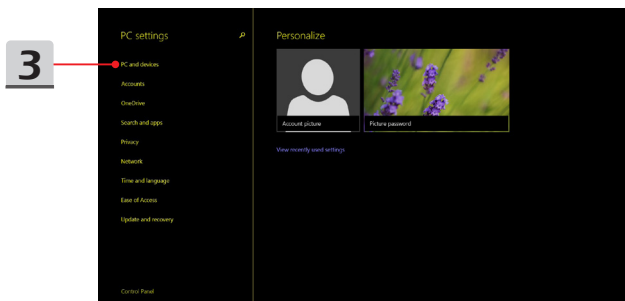 3
PC settings
PC and devices
Accounts
OneDrive
Search and apps
Privacy
Network
Time and language
Ease of Access
Update and recovery
Control Panel
Personalize
Account picture
Picture password
View recently used settings